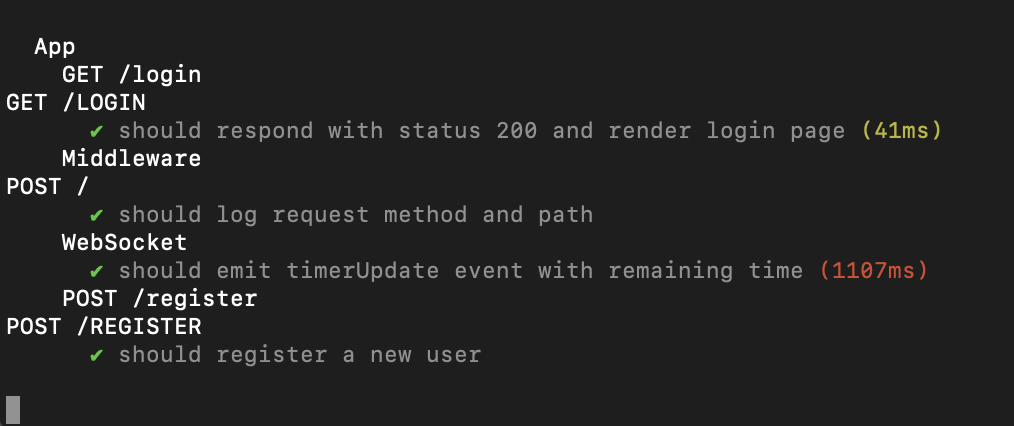 App
GET /login
GET /LOGIN
✔ should respond with status 200 and render login page (41ms)
Middleware
POST /
✔ should log request method and path
WebSocket
✔ should emit timerUpdate event with remaining time (1107ms)
POST /register
POST /REGISTER
✔ should register a new user